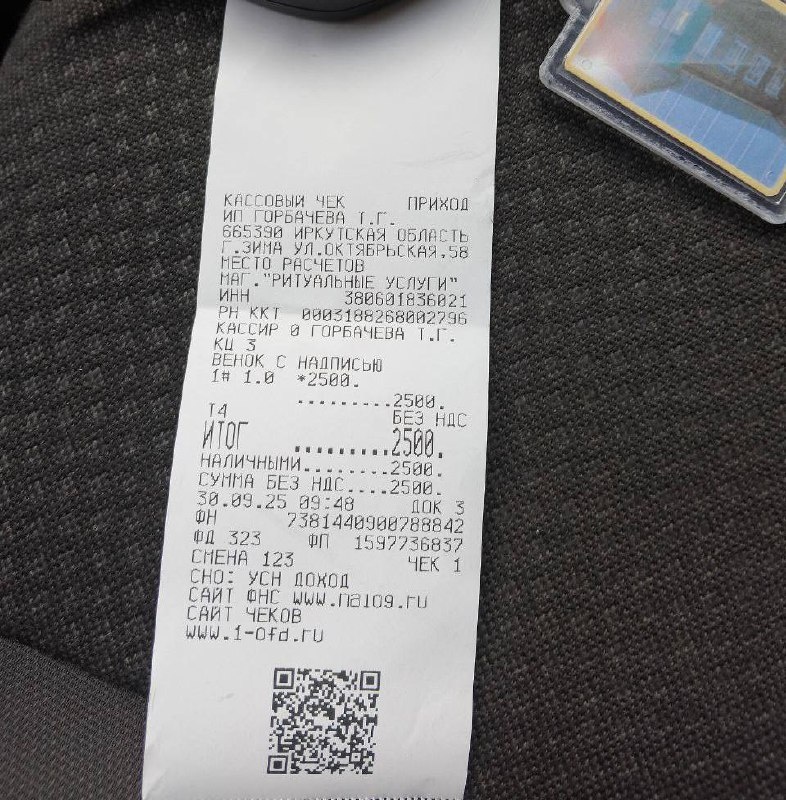 КАССОВЫЙ ЧЕК ПРИХОД
ИП ГОРБАЧЕВА Т.Г.
665390 ИРКУТСКАЯ ОБЛАСТЬ
Г.ЗИМА УЛ.ОКТЯБРЬСКАЯ,58
МЕСТО РАСЧЕТОВ
МАГ."РИТУАЛЬНЫЕ УСЛУГИ"
ИНН 380601836021
РН ККТ 0003188268002796
КАССИР 0 ГОРБАЧЕВА Т.Г.
КЦ 3
ВЕНОК С НАДПИСЬЮ
1# 1.0 *2500.
.........2500.
Т4 БЕЗ НДС
ИТОГ .........2500.
НАЛИЧНЫМИ........2500.
СУММА БЕЗ НДС....2500.
30.09.25 09:48 ДОК 3
ФН 7381440900788842
ФД 323 ФП 1597736837
СМЕНА 123 ЧЕК 1
СНО: УСН ДОХОД
САЙТ ФНС www.nalog.ru
САЙТ ЧЕКОВ
www.1-ofd.ru